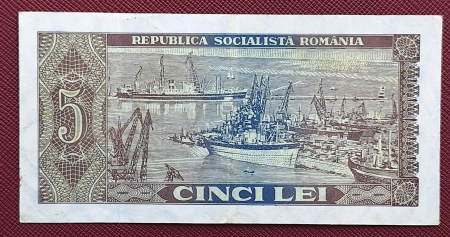 REPUBLICA SOCIALISTĂ ROMÂNIA
5
CINCI LEI